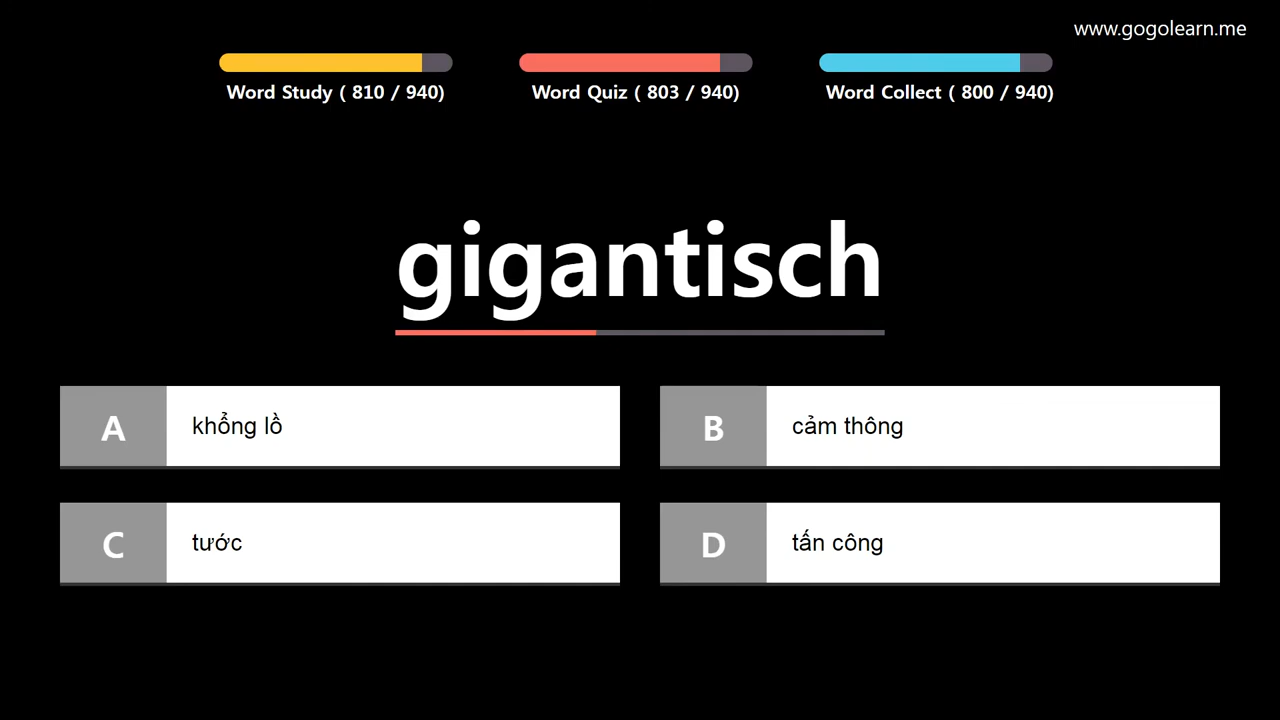 www.gogolearn.me
Word Study ( 810 / 940)
Word Quiz ( 803 / 940)
Word Collect ( 800 / 940)
gigantisch
A khổng lồ
B cảm thông
C tước
D tấn công